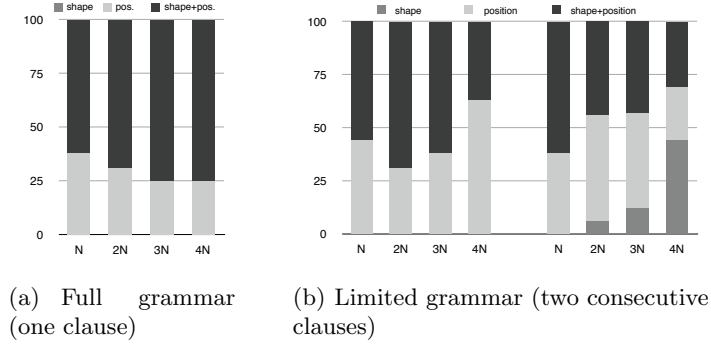 shape pos. shape+pos.
100
75
50
25
0
N 2N 3N 4N
(a) Full grammar
(one clause)
shape position shape+position
100
75
50
25
0
N 2N 3N 4N N 2N 3N 4N
(b) Limited grammar (two consecutive
clauses)